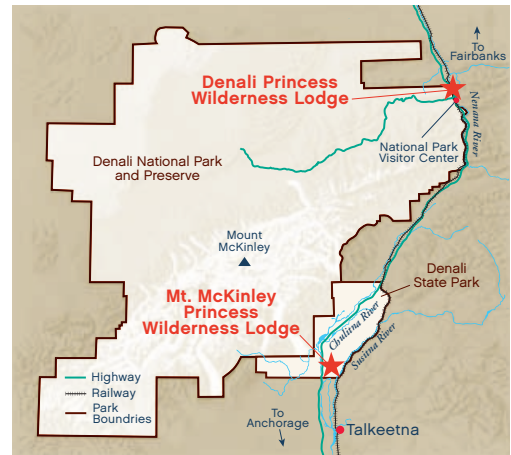 To
Fairbanks
Denali Princess
Wilderness Lodge
Nenana River
National Park
Visitor Center
Denali National Park
and Preserve
Mount
McKinley
Denali
State Park
Mt. McKinley
Princess
Wilderness Lodge
Chulitna River
Susitna River
Highway
Railway
Park
Boundries
To
Anchorage
Talkeetna